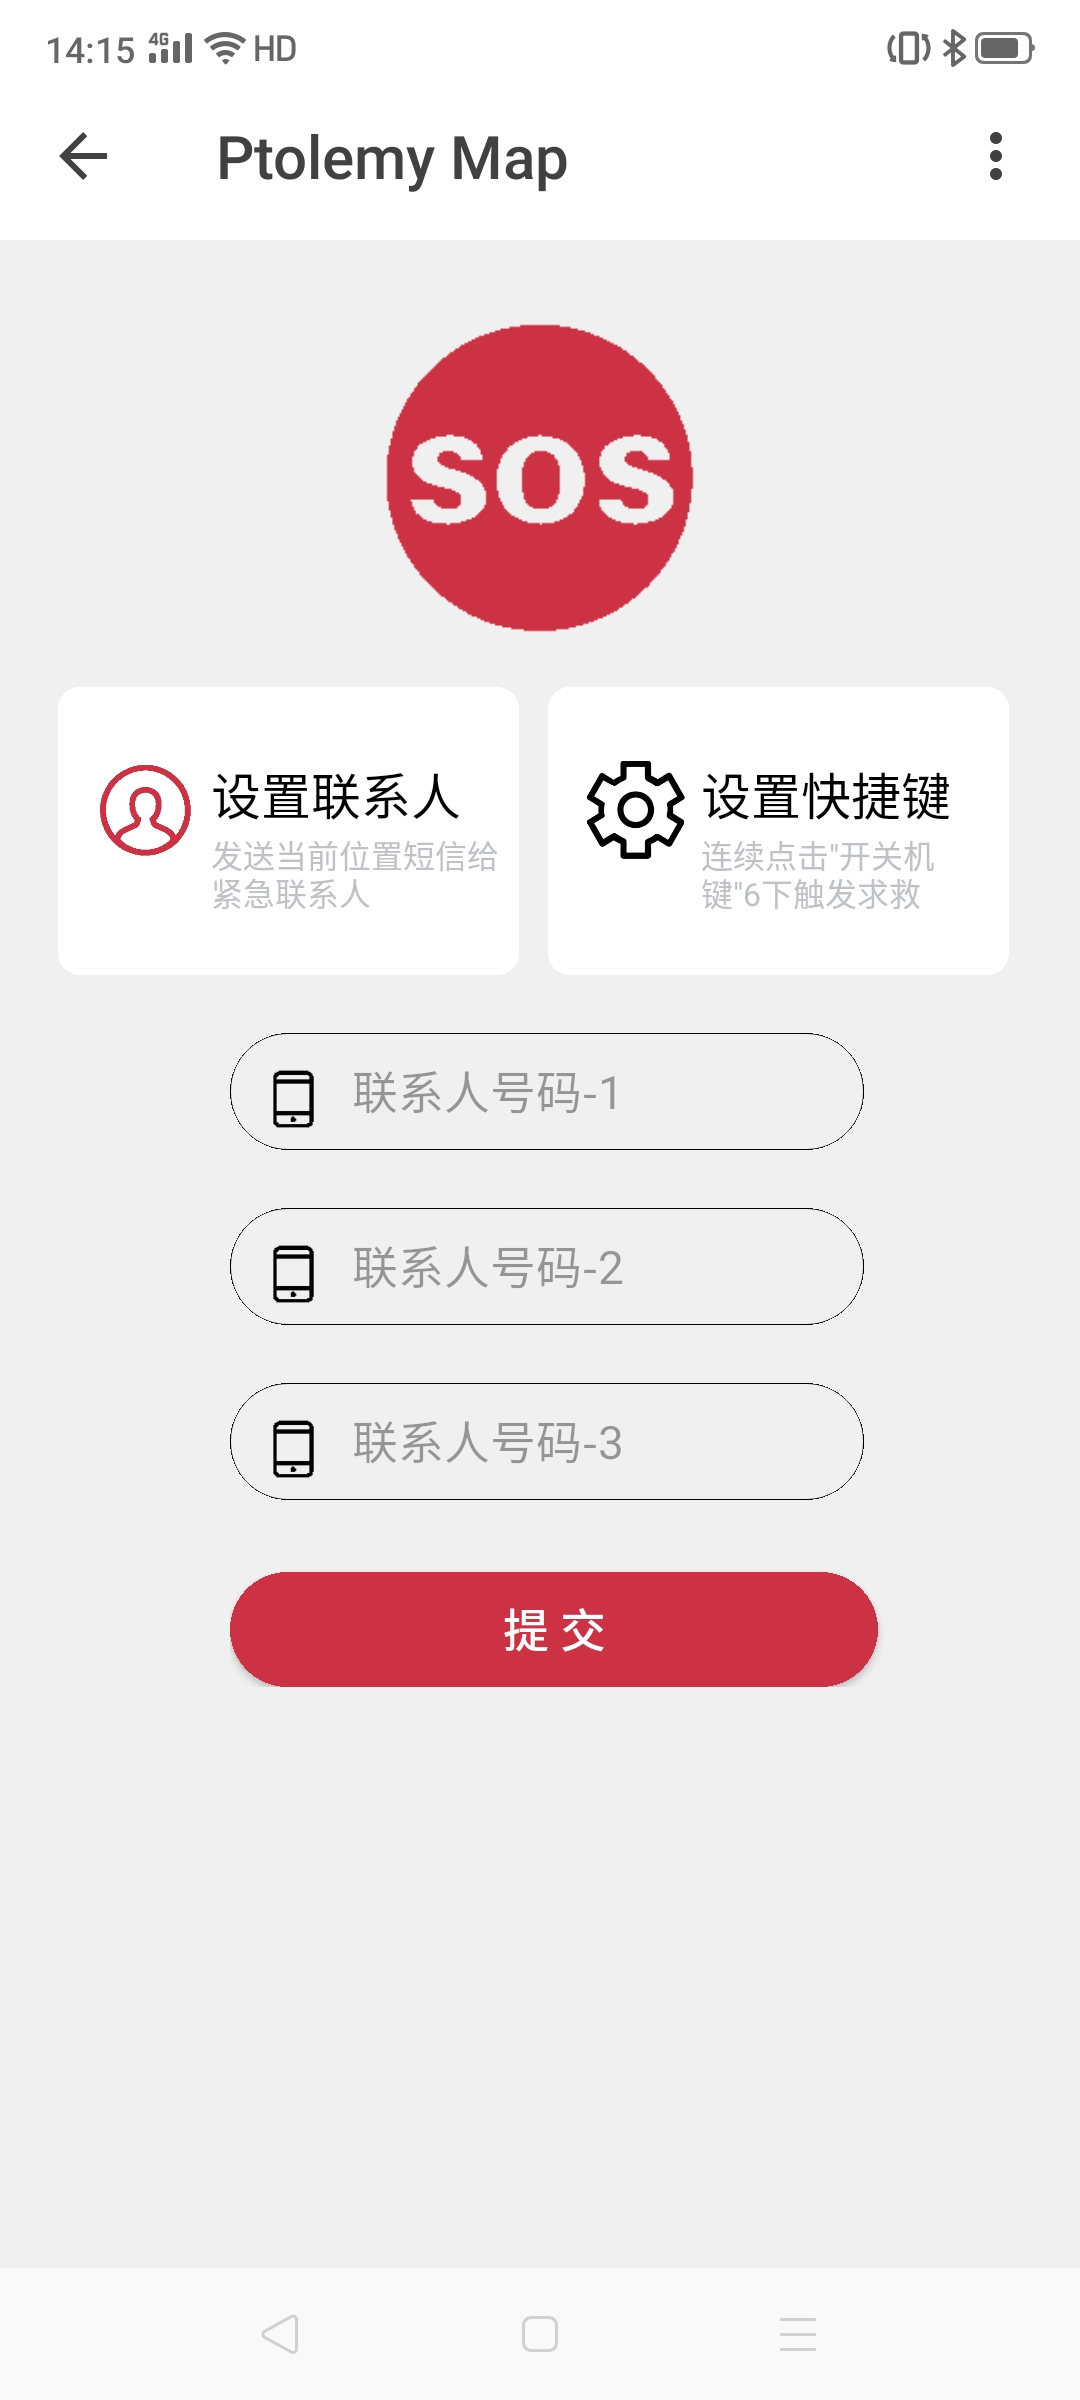 14:15 4G HD
Ptolemy Map
SOS
设置联系人
发送当前位置短信给
紧急联系人
设置快捷键
连续点击"开关机
键"6下触发求救
联系人号码-1
联系人号码-2
联系人号码-3
提交